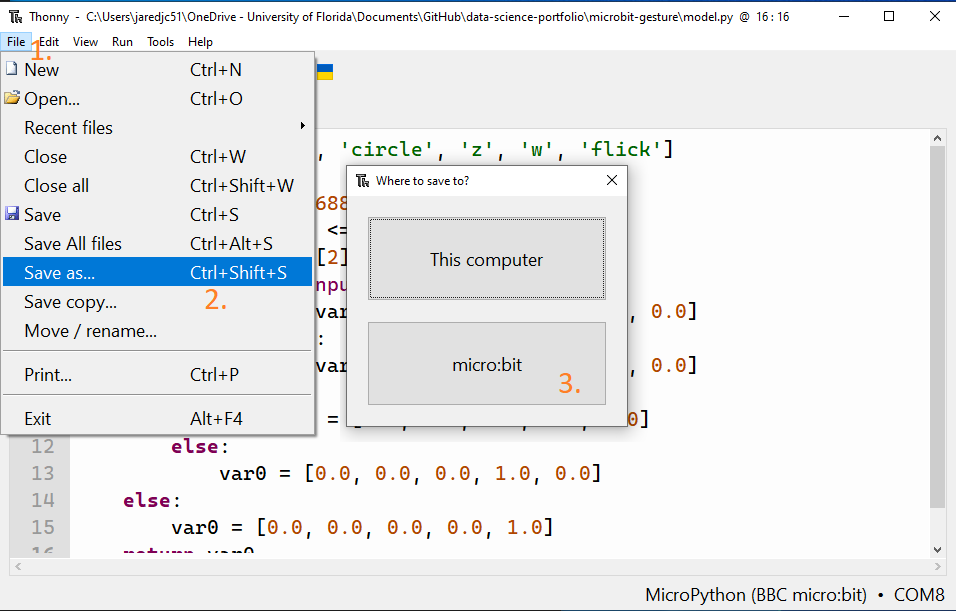 Thonny - C:\Users\jaredjc51\OneDrive - University of Florida\Documents\GitHub\data-science-portfolio\microbit-gesture\model.py @ 16:16
File Edit View Run Tools Help
1.
New Ctrl+N
Open... Ctrl+O
Recent files
Close Ctrl+W
Close all Ctrl+Shift+W
Save Ctrl+S
Save All files Ctrl+Alt+S
Save as... Ctrl+Shift+S
2.
Save copy...
Move / rename...
Print... Ctrl+P
Exit Alt+F4
, 'circle', 'z', 'w', 'flick']
Where to save to?
This computer
micro:bit
3.
688
<=
[2]
npu
var , 0.0]
:
var , 0.0]
= 0]
12 else:
13 var0 = [0.0, 0.0, 0.0, 1.0, 0.0]
14 else:
15 var0 = [0.0, 0.0, 0.0, 0.0, 1.0]
16 return var0
MicroPython (BBC micro:bit) • COM8